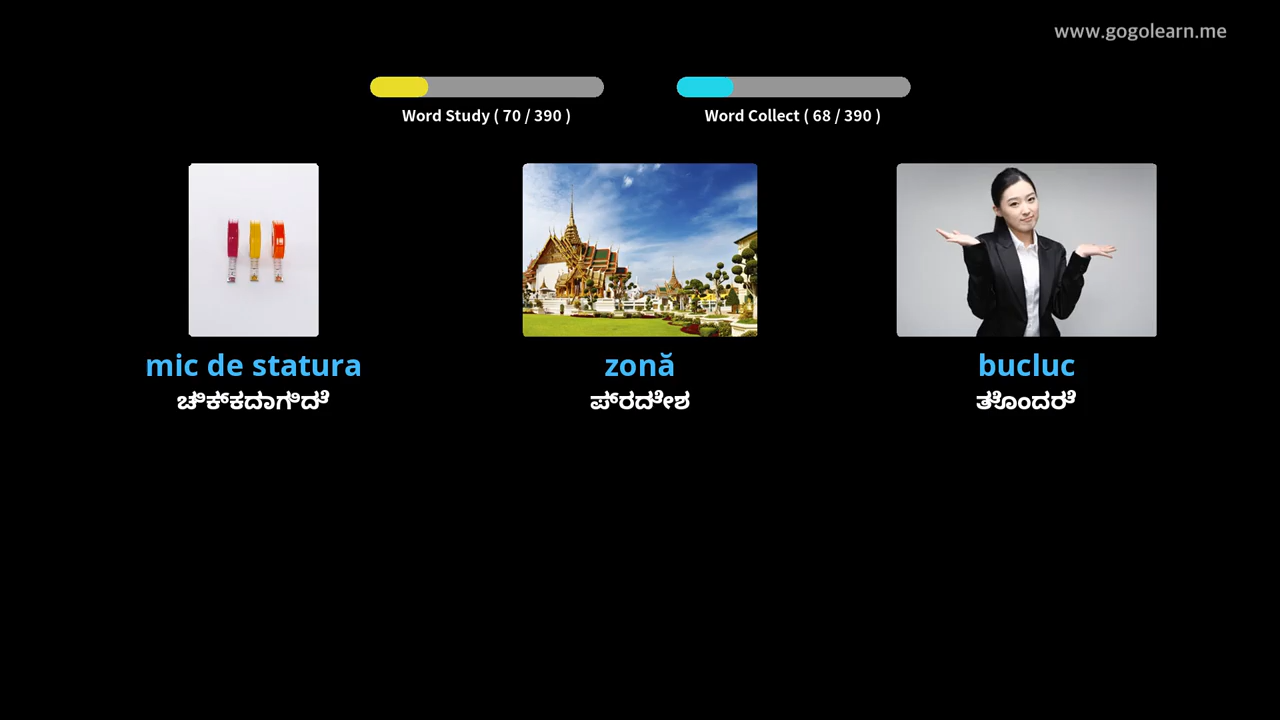 www.gogolearn.me
Word Study ( 70 / 390 )
Word Collect ( 68 / 390 )
mic de statura
ಚಿಕ್ಕದಾಗಿದೆ
zonă
ಪ್ರದೇಶ
bucluc
ತೊಂದರೆ